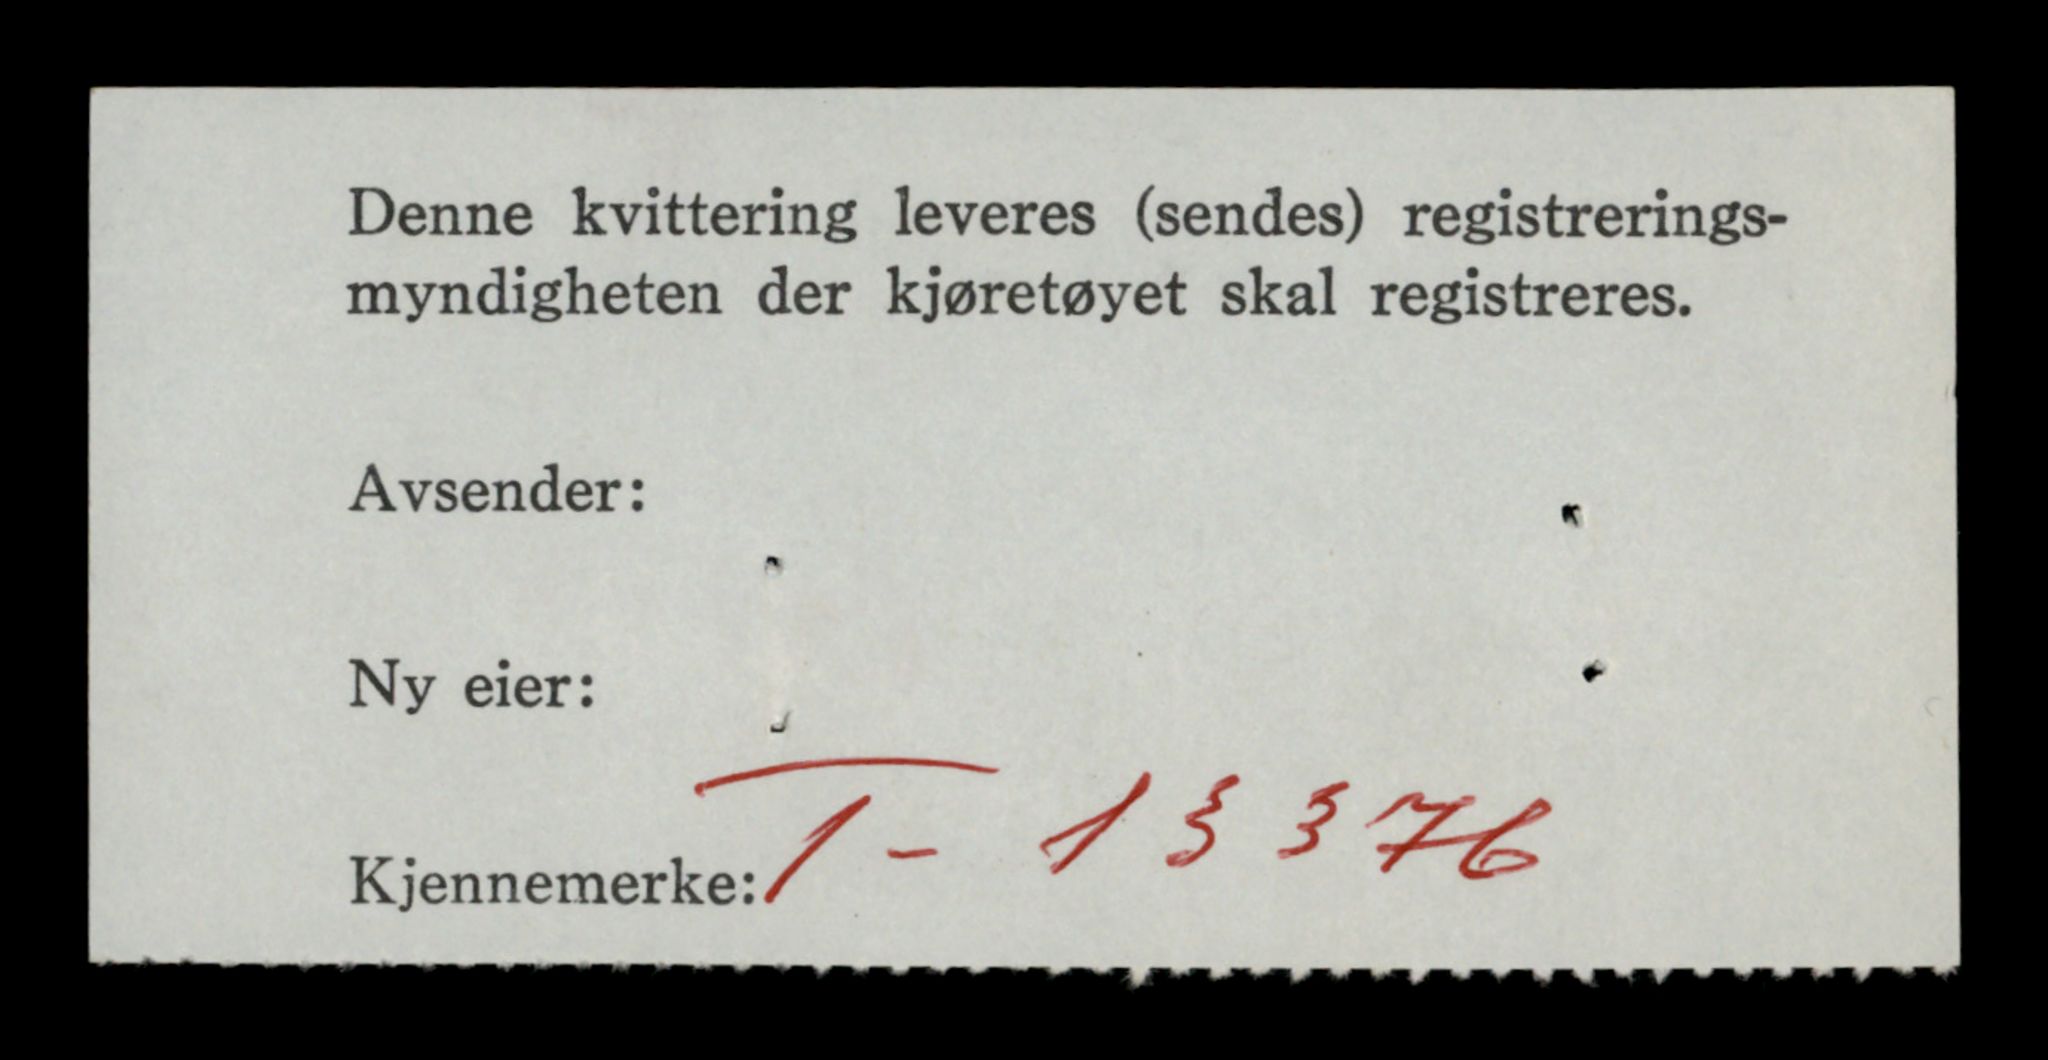 Denne kvittering leveres (sendes) registrerings-
myndigheten der kjøretøyet skal registreres.
Avsender:
Ny eier:
Kjennemerke: T- 13376